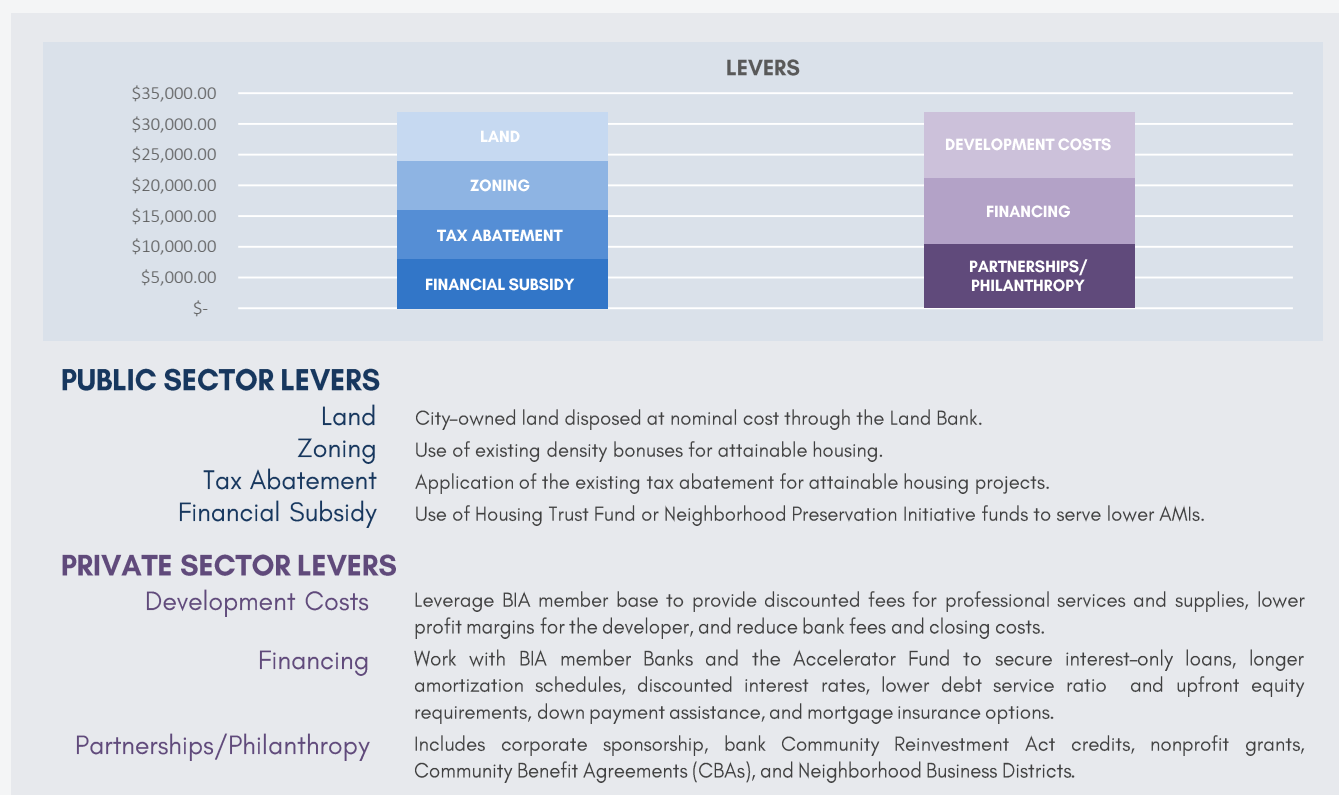 LEVERS
$35,000.00
$30,000.00
$25,000.00
$20,000.00
$15,000.00
$10,000.00
$5,000.00
$-
LAND
ZONING
TAX ABATEMENT
FINANCIAL SUBSIDY
DEVELOPMENT COSTS
FINANCING
PARTNERSHIPS/
PHILANTHROPY
PUBLIC SECTOR LEVERS
Land City-owned land disposed at nominal cost through the Land Bank.
Zoning Use of existing density bonuses for attainable housing.
Tax Abatement Application of the existing tax abatement for attainable housing projects.
Financial Subsidy Use of Housing Trust Fund or Neighborhood Preservation Initiative funds to serve lower AMIs.
PRIVATE SECTOR LEVERS
Development Costs Leverage BIA member base to provide discounted fees for professional services and supplies, lower
profit margins for the developer, and reduce bank fees and closing costs.
Financing Work with BIA member Banks and the Accelerator Fund to secure interest-only loans, longer
amortization schedules, discounted interest rates, lower debt service ratio and upfront equity
requirements, down payment assistance, and mortgage insurance options.
Partnerships/Philanthropy Includes corporate sponsorship, bank Community Reinvestment Act credits, nonprofit grants,
Community Benefit Agreements (CBAs), and Neighborhood Business Districts.